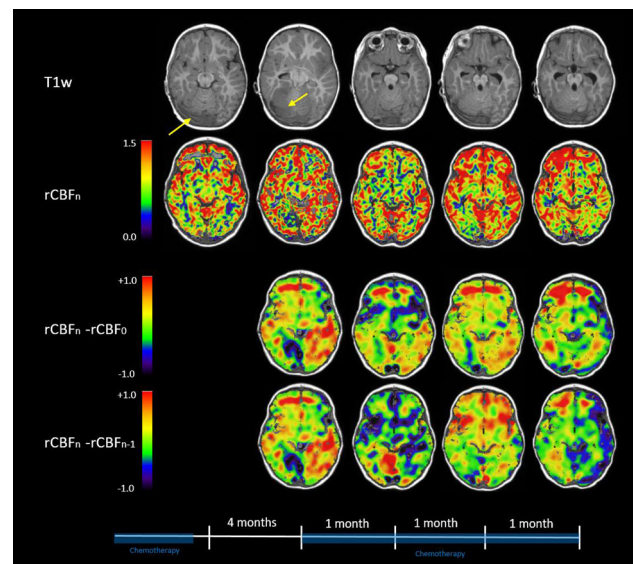 T1w
1.5
rCBFn
0.0
+1.0
rCBFn -rCBF0
-1.0
+1.0
rCBFn -rCBFn-1
-1.0
4 months 1 month 1 month 1 month
Chemotherapy Chemotherapy